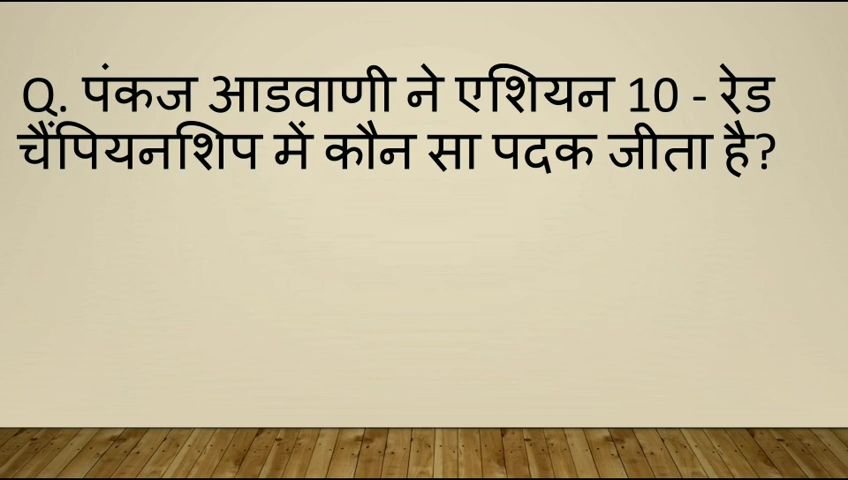 Q. पंकज आडवाणी ने एशियन 10 - रेड
चैंपियनशिप में कौन सा पदक जीता है?